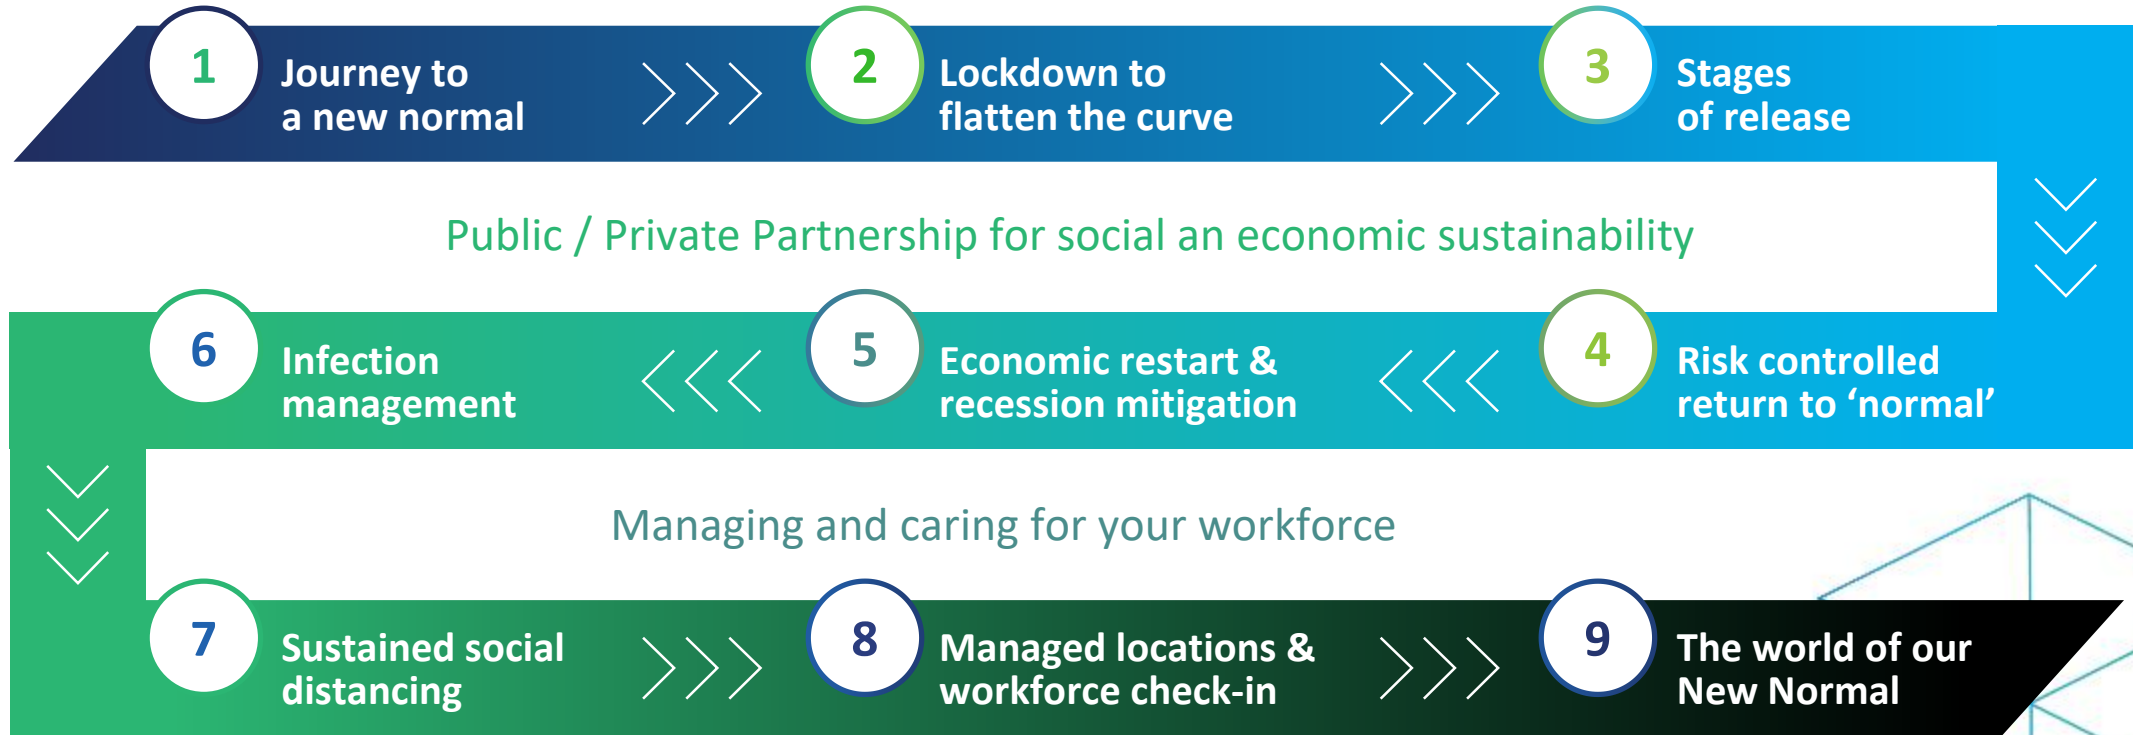 1
Journey to
a new normal
2
Lockdown to
flatten the curve
3
Stages
of release
Public / Private Partnership for social an economic sustainability
4
Risk controlled
return to ‘normal’
5
Economic restart &
recession mitigation
6
Infection
management
Managing and caring for your workforce
7
Sustained social
distancing
8
Managed locations &
workforce check-in
9
The world of our
New Normal